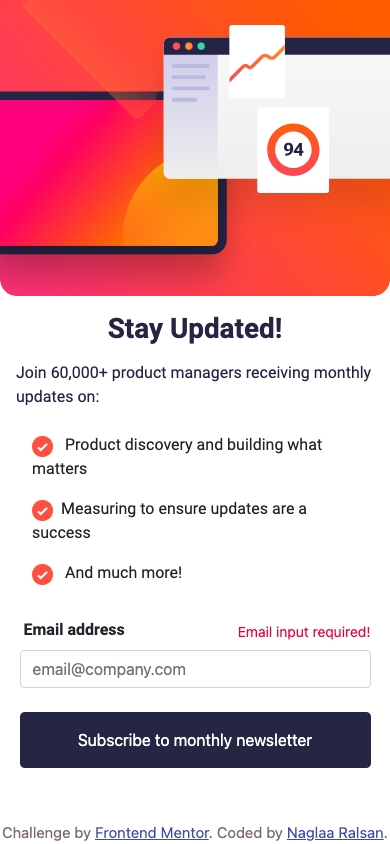 94
Stay Updated!
Join 60,000+ product managers receiving monthly
updates on:
Product discovery and building what
matters
Measuring to ensure updates are a
success
And much more!
Email address
Email input required!
email@company.com
Subscribe to monthly newsletter
Challenge by Frontend Mentor. Coded by Naglaa Ralsan.